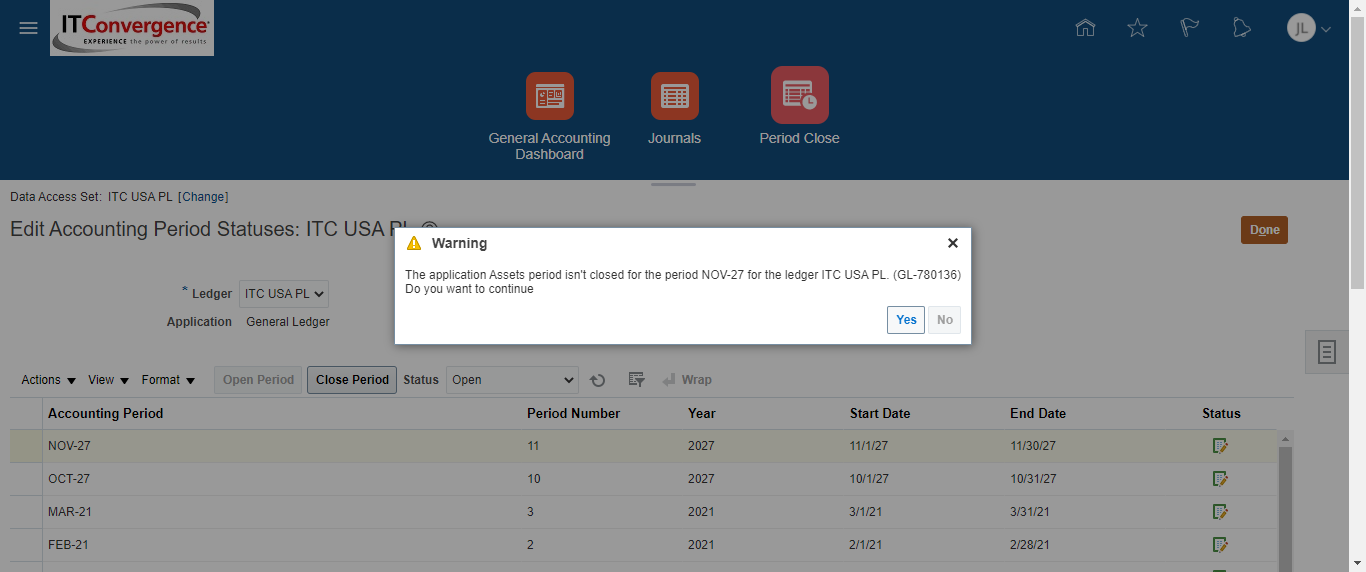 ITConvergence
EXPERIENCE the power of results
JL
General Accounting
Dashboard
Journals
Period Close
Data Access Set: ITC USA PL [Change]
Edit Accounting Period Statuses: ITC USA
Done
Warning
The application Assets period isn't closed for the period NOV-27 for the ledger ITC USA PL. (GL-780136)
Do you want to continue
Yes No
* Ledger ITC USA PL
Application General Ledger
Actions View Format Open Period Close Period Status Open Wrap
Accounting Period Period Number Year Start Date End Date Status
NOV-27 11 2027 11/1/27 11/30/27
OCT-27 10 2027 10/1/27 10/31/27
MAR-21 3 2021 3/1/21 3/31/21
FEB-21 2 2021 2/1/21 2/28/21